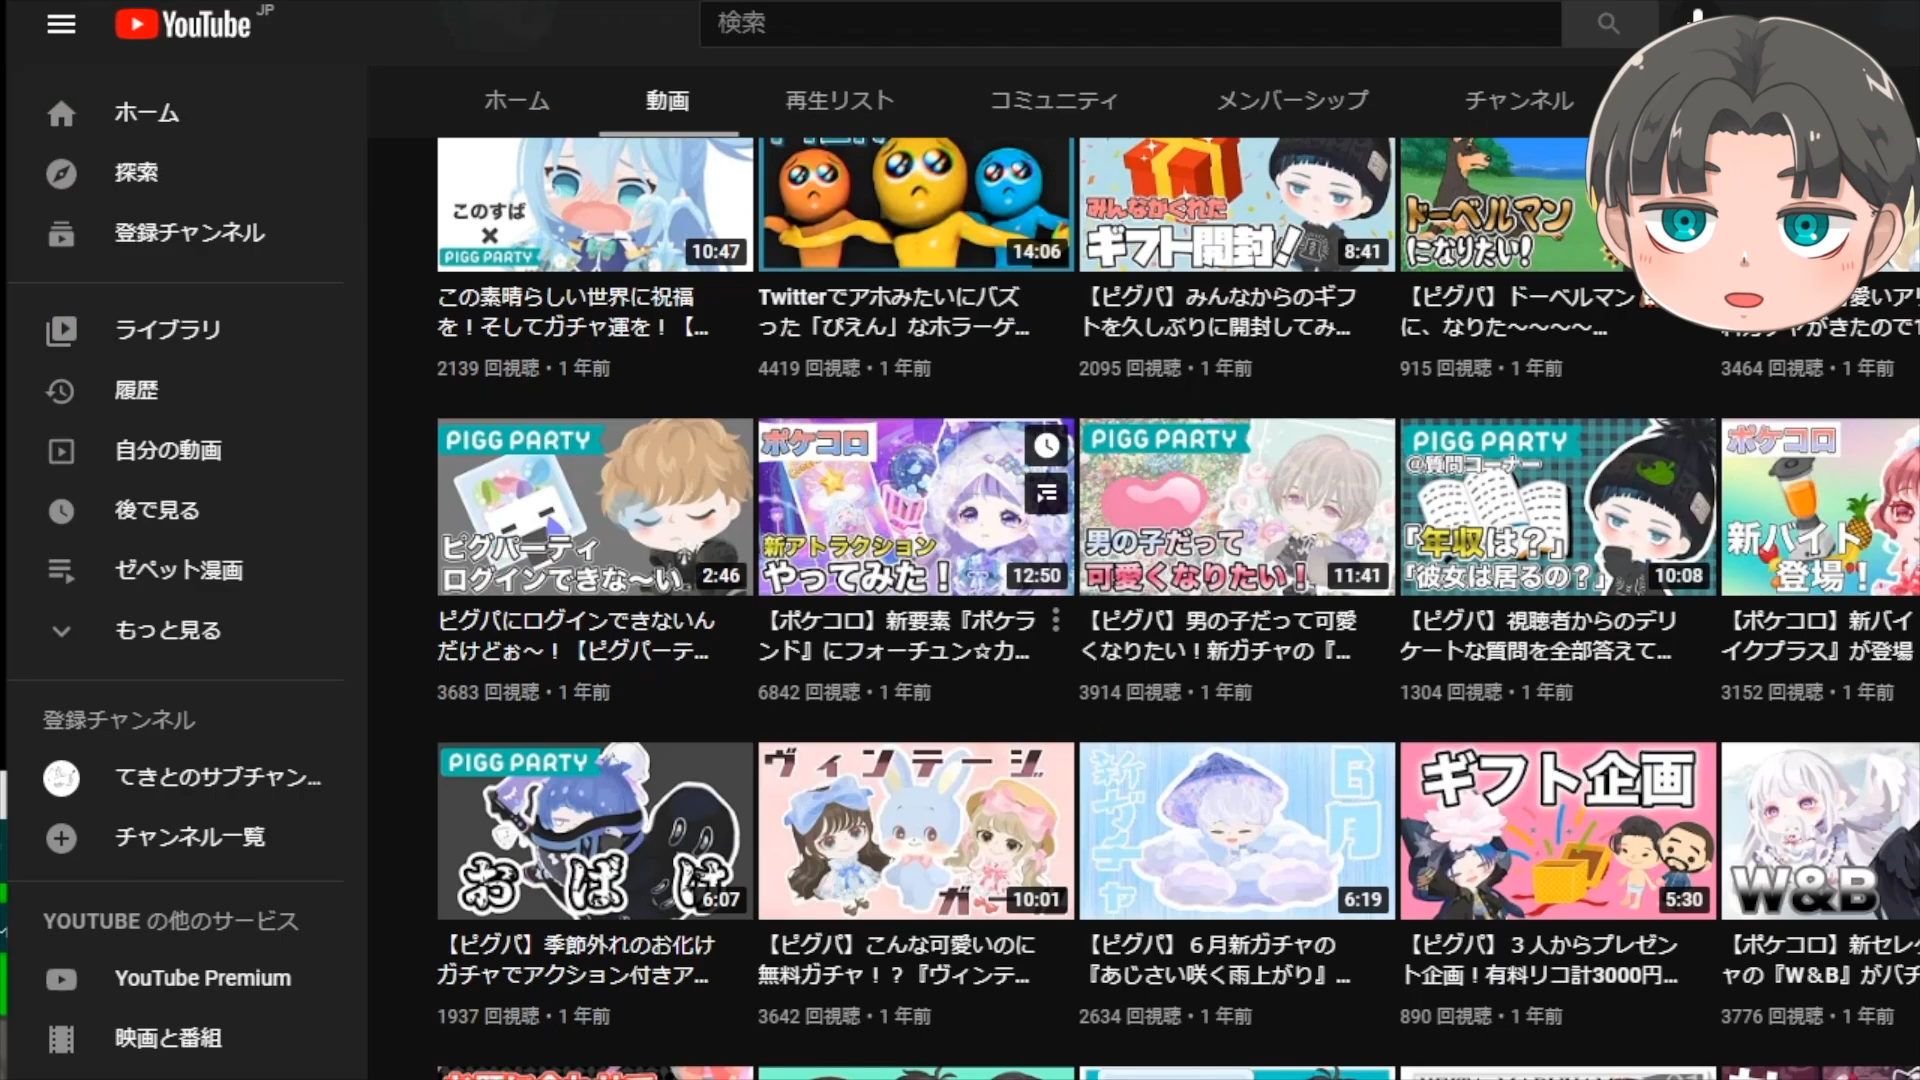 YouTube JP
検索
ホーム
探索
登録チャンネル
ライブラリ
履歴
自分の動画
後で見る
ゼペット漫画
もっと見る
登録チャンネル
てきとのサブチャン...
チャンネル一覧
YOUTUBE の他のサービス
YouTube Premium
映画と番組
ホーム 動画 再生リスト コミュニティ メンバーシップ チャンネル
このすば
×
PIGG PARTY
10:47
この素晴らしい世界に祝福
を！そしてガチャ運を！【...
2139 回視聴・1 年前
14:06
Twitterでアホみたいにバズ
った「ぴえん」なホラーゲ...
4419 回視聴・1 年前
みんながくれた
ギフト開封!
8:41
【ピグパ】みんなからのギフ
トを久しぶりに開封してみ...
2095 回視聴・1 年前
ドーベルマン
になりたい!
【ピグパ】ドーベルマン
に、なりた〜〜〜〜...
915 回視聴・1 年前
愛いアリ
ガチャがきたので
3464 回視聴・1 年前
PIGG PARTY
ピグパーティ
ログインできな〜い
2:46
ピグパにログインできないん
だけどぉ〜！【ピグパーテ...
3683 回視聴・1 年前
ポケコロ
新アトラクション
やってみた！
12:50
【ポケコロ】新要素『ポケラ
ンド』にフォーチュン☆カ...
6842 回視聴・1 年前
PIGG PARTY
男の子だって
可愛くなりたい！
11:41
【ピグパ】男の子だって可愛
くなりたい！新ガチャの『...
3914 回視聴・1 年前
PIGG PARTY
@質問コーナー
「年収は？」
「彼女は居るの？」
10:08
【ピグパ】視聴者からのデリ
ケートな質問を全部答えて...
1304 回視聴・1 年前
ポケコロ
新バイト
登場！
【ポケコロ】新バイ
イクプラス』が登場
3152 回視聴・1 年前
PIGG PARTY
おばけ
6:07
【ピグパ】季節外れのお化け
ガチャでアクション付きア...
1937 回視聴・1 年前
ヴィンテージ
ガ
10:01
【ピグパ】こんな可愛いのに
無料ガチャ！？『ヴィンテ...
3642 回視聴・1 年前
新ガチャ
6月
6:19
【ピグパ】６月新ガチャの
『あじさい咲く雨上がり』...
2634 回視聴・1 年前
ギフト企画
5:30
【ピグパ】３人からプレゼン
ト企画！有料リコ計3000円...
890 回視聴・1 年前
W&B
【ポケコロ】新セレク
ャの『W&B』がバチ
3776 回視聴・1 年前